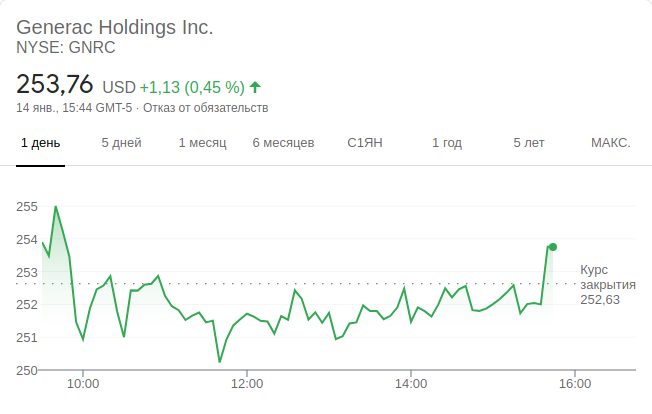 Generac Holdings Inc.
NYSE: GNRC
253,76 USD +1,13 (0,45 %)
14 янв., 15:44 GMT-5 · Отказ от обязательств
1 день 5 дней 1 месяц 6 месяцев С1ЯН 1 год 5 лет МАКС.
255
254
253
252
251
250
Курс
закрытия
252,63
10:00 12:00 14:00 16:00